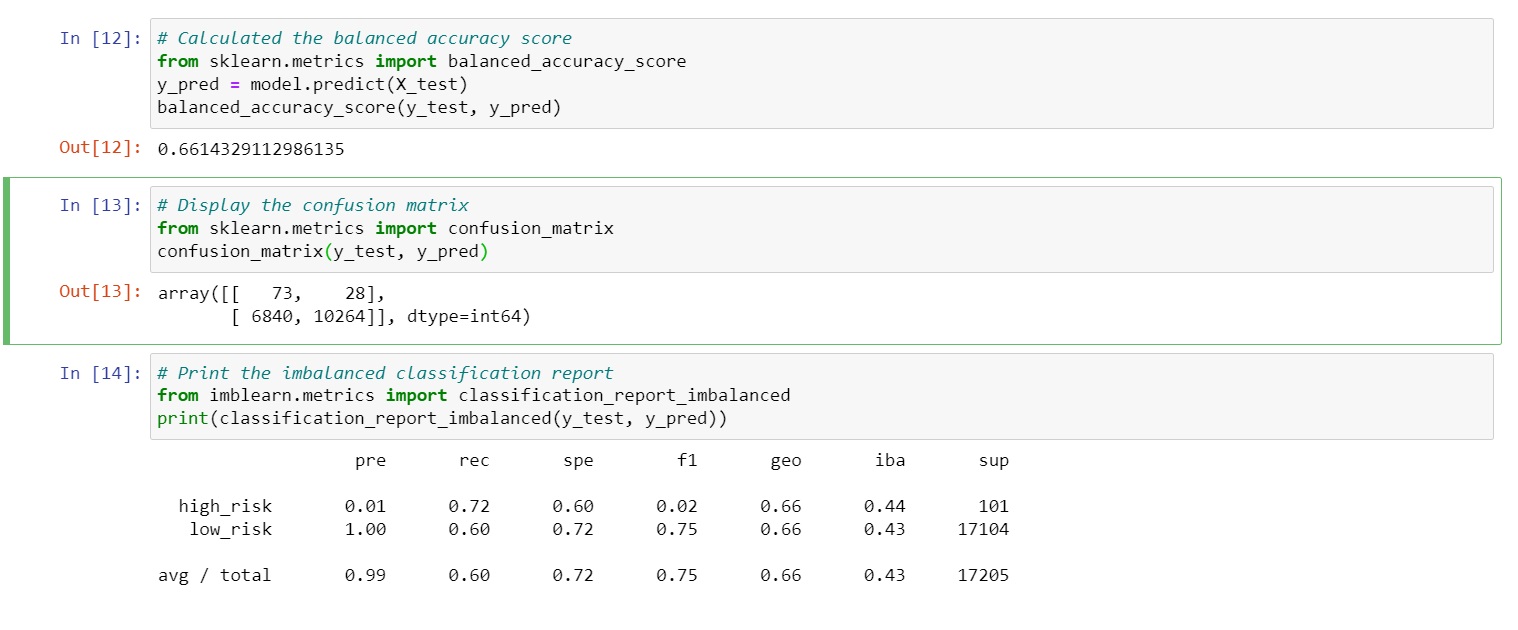 In [12]: # Calculated the balanced accuracy score
from sklearn.metrics import balanced_accuracy_score
y_pred = model.predict(X_test)
balanced_accuracy_score(y_test, y_pred)
Out[12]: 0.6614329112986135
In [13]: # Display the confusion matrix
from sklearn.metrics import confusion_matrix
confusion_matrix(y_test, y_pred)
Out[13]: array([[   73,    28],
       [ 6840, 10264]], dtype=int64)
In [14]: # Print the imbalanced classification report
from imblearn.metrics import classification_report_imbalanced
print(classification_report_imbalanced(y_test, y_pred))
                   pre       rec       spe        f1       geo       iba       sup
  high_risk       0.01      0.72      0.60      0.02      0.66      0.44       101
   low_risk       1.00      0.60      0.72      0.75      0.66      0.43     17104
avg / total       0.99      0.60      0.72      0.75      0.66      0.43     17205